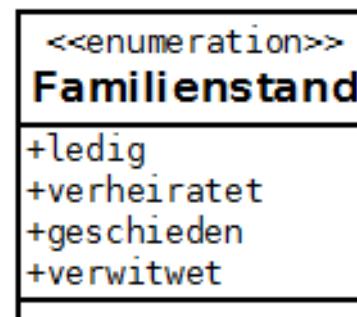 <<enumeration>>
Familienstand
+ledig
+verheiratet
+geschieden
+verwitwet